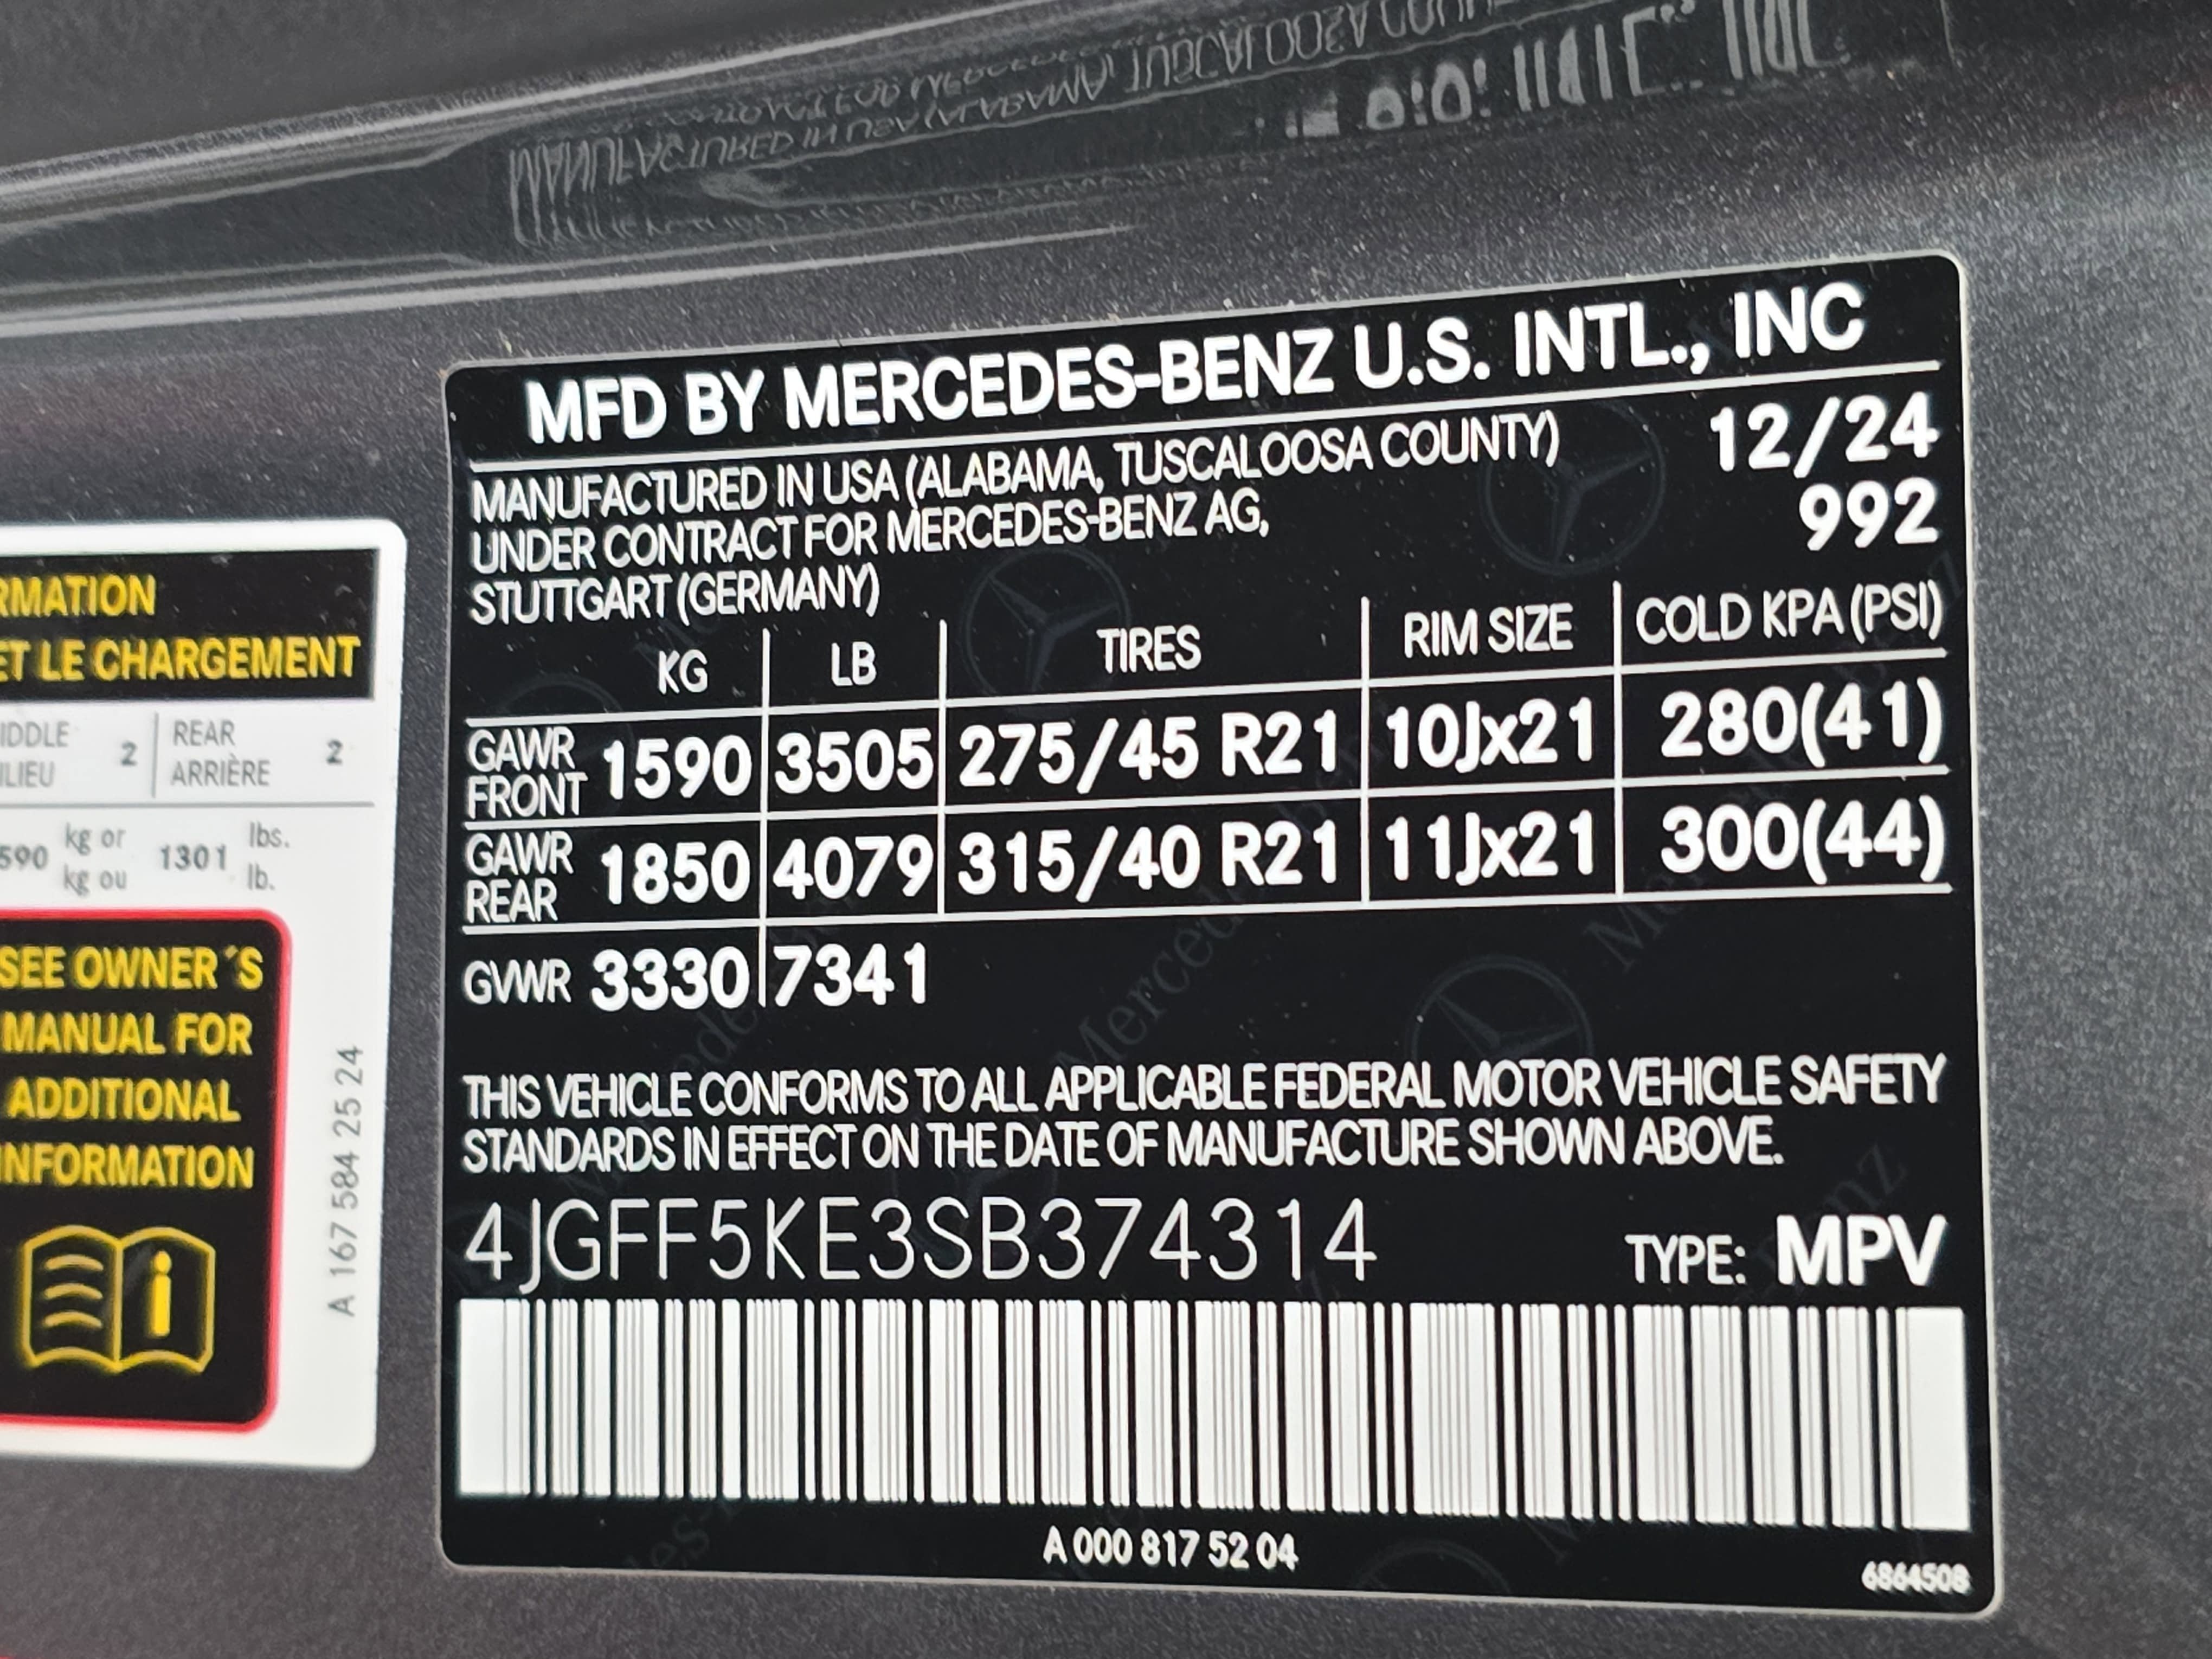 MFD BY MERCEDES-BENZ U.S. INTL., INC
MANUFACTURED IN USA (ALABAMA, TUSCALOOSA COUNTY) 12/24
UNDER CONTRACT FOR MERCEDES-BENZ AG, 992
STUTTGART (GERMANY)
KG LB TIRES RIM SIZE COLD KPA (PSI)
GAWR FRONT 1590 3505 275/45 R21 10Jx21 280(41)
GAWR REAR 1850 4079 315/40 R21 11Jx21 300(44)
GVWR 3330 7341
THIS VEHICLE CONFORMS TO ALL APPLICABLE FEDERAL MOTOR VEHICLE SAFETY
STANDARDS IN EFFECT ON THE DATE OF MANUFACTURE SHOWN ABOVE.
4JGFF5KE3SB374314 TYPE: MPV
A 000 817 52 04
6864508
RMATION
ET LE CHARGEMENT
IDDLE 2 REAR 2
LIEU ARRIÈRE
590 kg or 1301 lbs.
kg ou lb.
SEE OWNER´S
MANUAL FOR
ADDITIONAL
INFORMATION
A 167 584 25 24